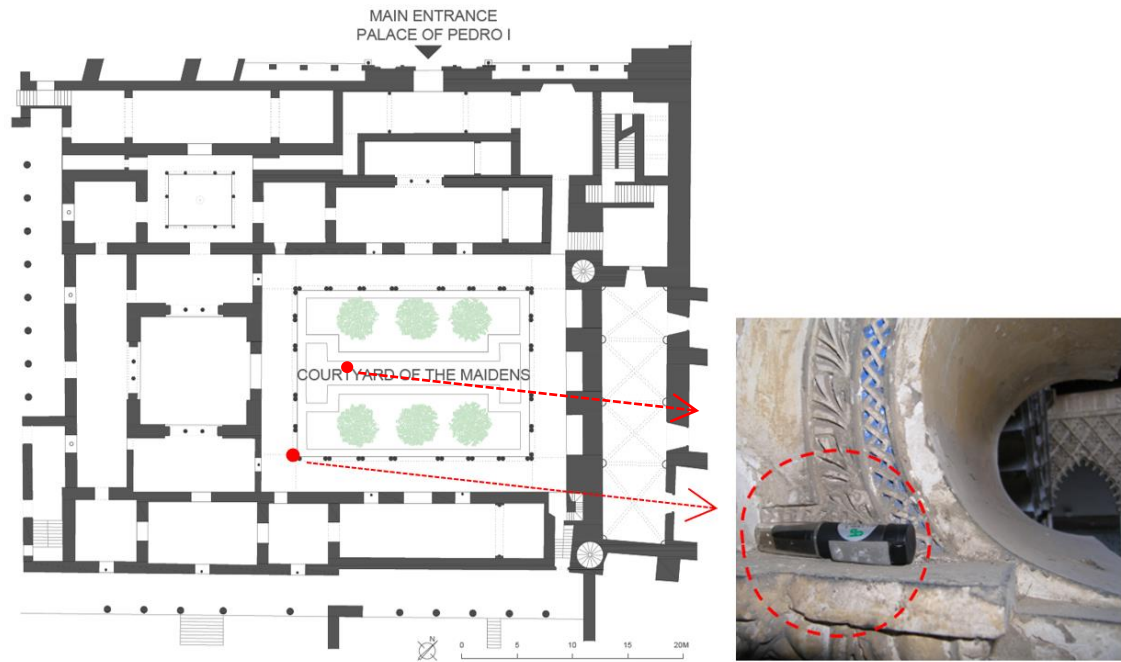 MAIN ENTRANCE
PALACE OF PEDRO I
COURTYARD OF THE MAIDENS
N
0 5 10 15 20M